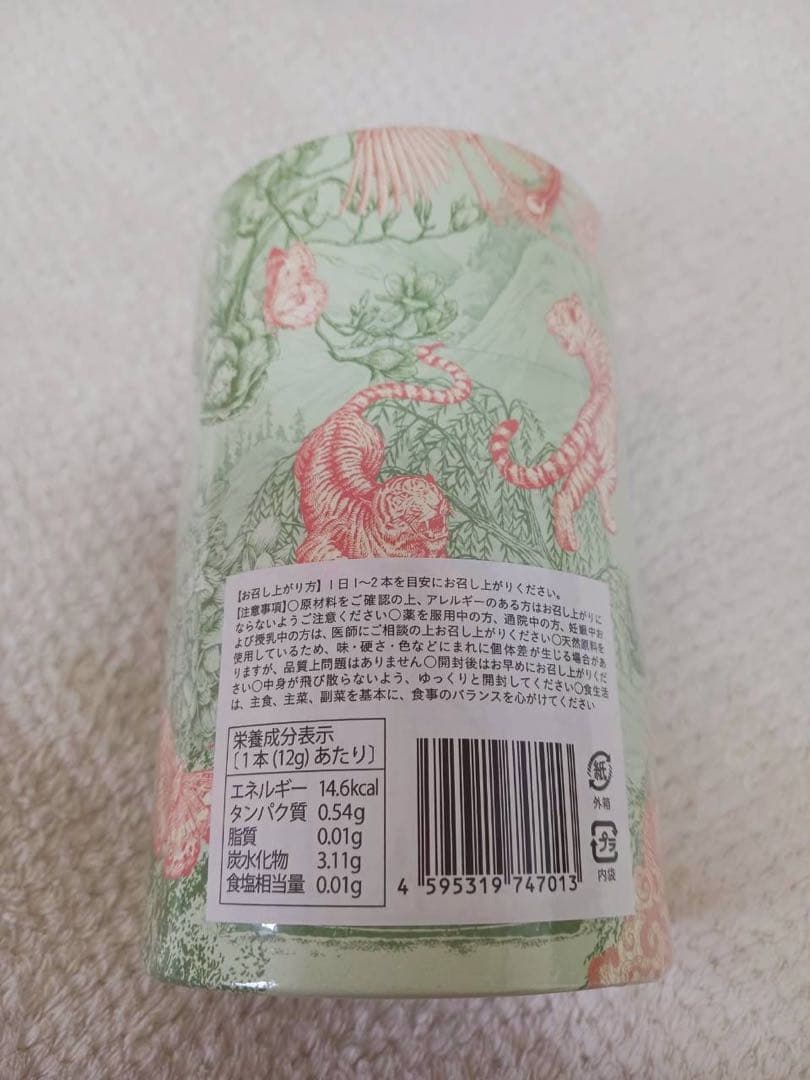 【お召し上がり方】1日1〜2本を目安にお召し上がりください。
【注意事項】〇原材料をご確認の上、アレルギーのある方はお召し上がりに
ならないようご注意ください〇薬を服用中の方、通院中の方、妊娠中お
よび授乳中の方は、医師にご相談の上お召し上がりください〇天然原料を
使用しているため、味・硬さ・色などにまれに個体差が生じる場合があ
りますが、品質上問題はありません〇開封後はお早めにお召し上がりくだ
さい〇中身が飛び散らないよう、ゆっくりと開封してください〇食生活
は、主食、主菜、副菜を基本に、食事のバランスを心がけてください
栄養成分表示
〔1本(12g)あたり〕
エネルギー 14.6kcal
タンパク質 0.54g
脂質 0.01g
炭水化物 3.11g
食塩相当量 0.01g
4 595319 747013
紙
外箱
プラ
内袋